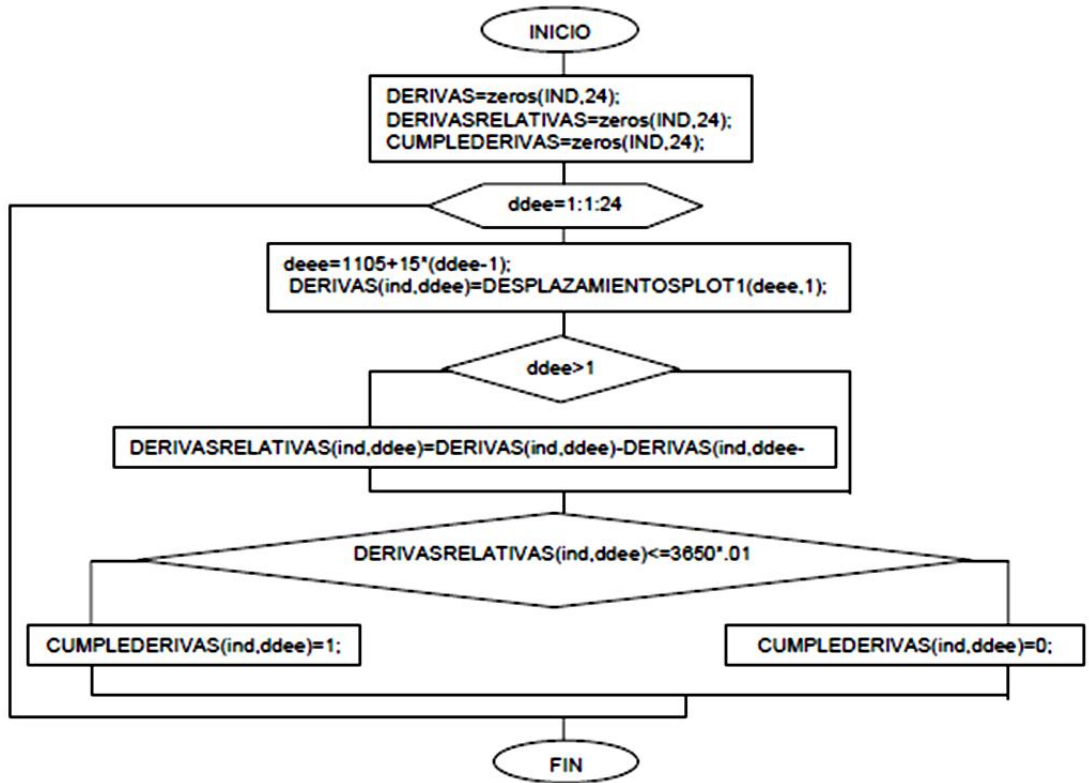 INICIO
DERIVAS=zeros(IND,24);
DERIVASRELATIVAS=zeros(IND,24);
CUMPLEDERIVAS=zeros(IND,24);
ddee=1:1:24
deee=1105+15*(ddee-1);
DERIVAS(ind,ddee)=DESPLAZAMIENTOSPLOT1(deee,1);
ddee>1
DERIVASRELATIVAS(ind,ddee)=DERIVAS(ind,ddee)-DERIVAS(ind,ddee-
DERIVASRELATIVAS(ind,ddee)<=3650*.01
CUMPLEDERIVAS(ind,ddee)=1;
CUMPLEDERIVAS(ind,ddee)=0;
FIN